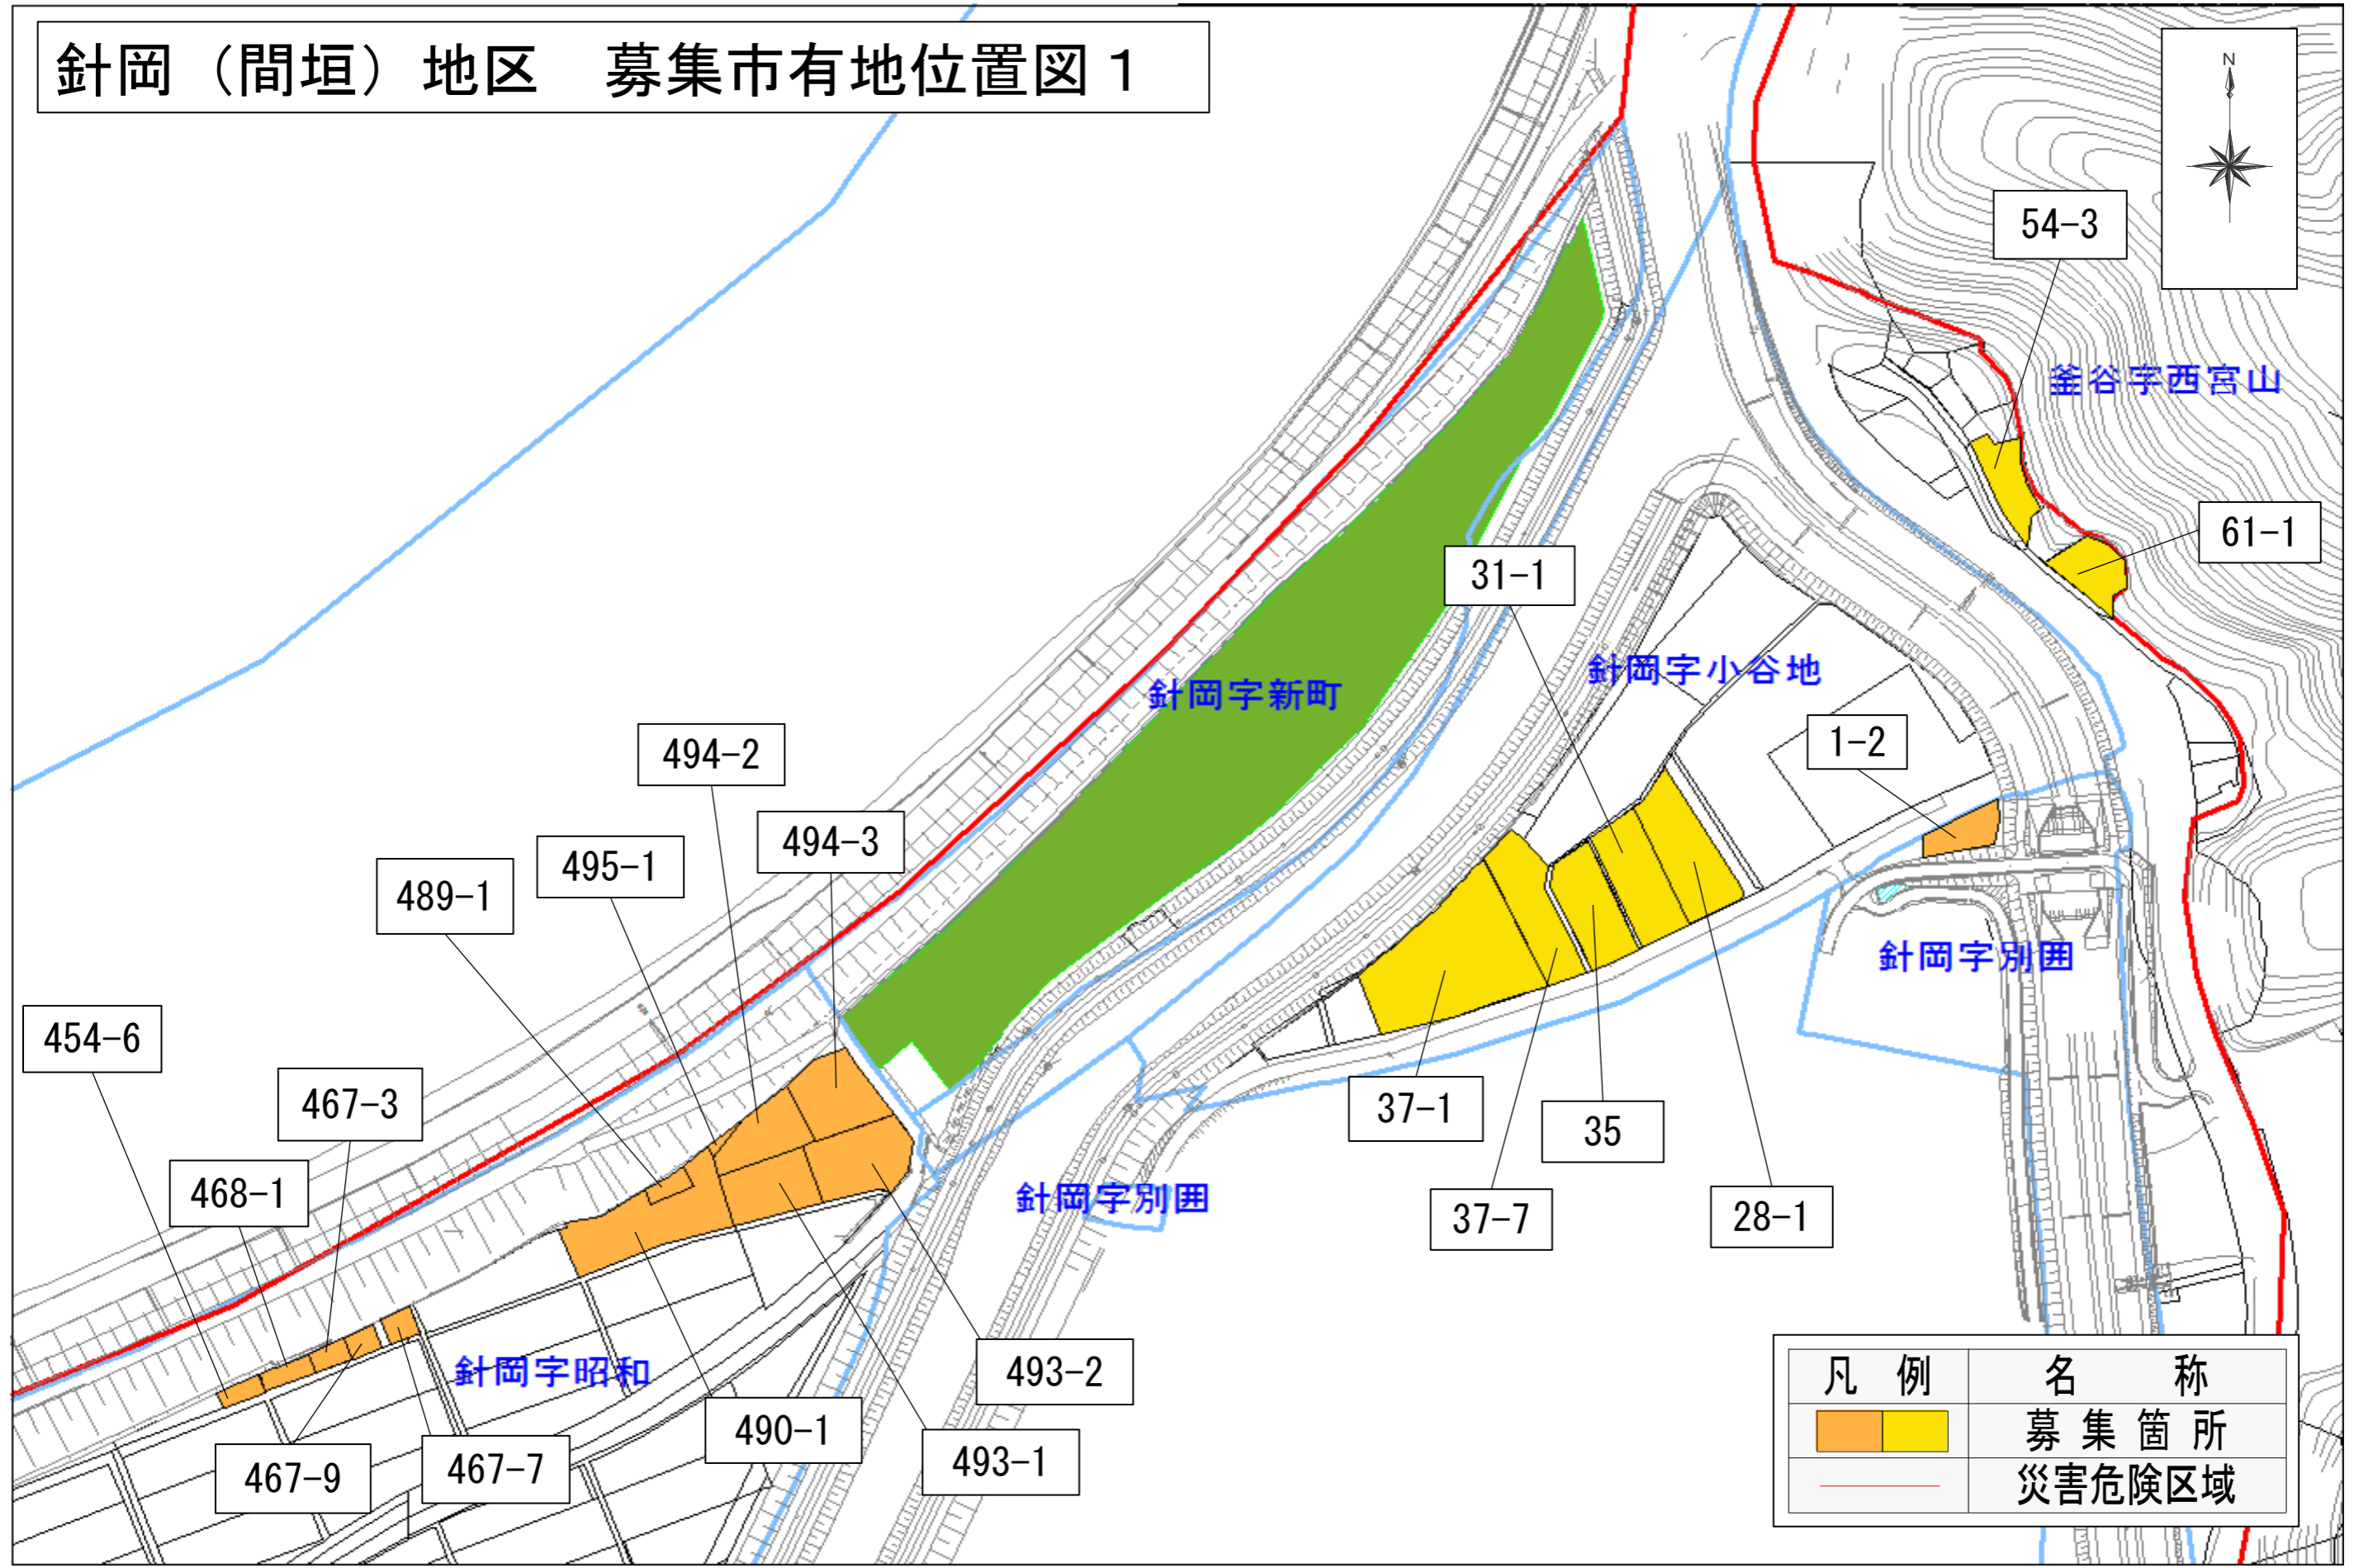 針岡（間垣）地区　募集市有地位置図１
N
54-3
釜谷字西宮山
61-1
31-1
針岡字小谷地
針岡字新町
1-2
494-2
494-3
495-1
489-1
針岡字別囲
454-6
467-3
37-1
35
468-1
針岡字別囲
37-7
28-1
針岡字昭和
493-2
490-1
493-1
467-9
467-7
凡　例　名　称
募 集 箇 所
災害危険区域